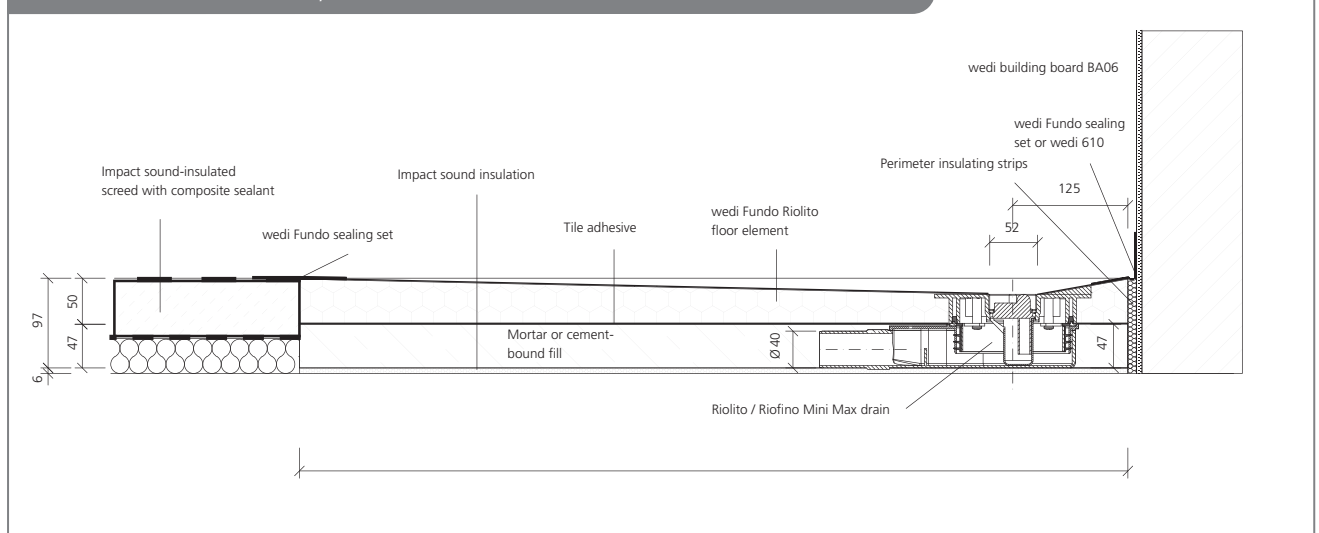 wedi building board BA06
wedi Fundo sealing
set or wedi 610
Perimeter insulating strips
125
Impact sound-insulated
screed with composite sealant
Impact sound insulation
wedi Fundo Riolito
floor element
Tile adhesive
wedi Fundo sealing set
52
97
50
47
6
Mortar or cement-
bound fill
Ø 40
47
Riolito / Riofino Mini Max drain